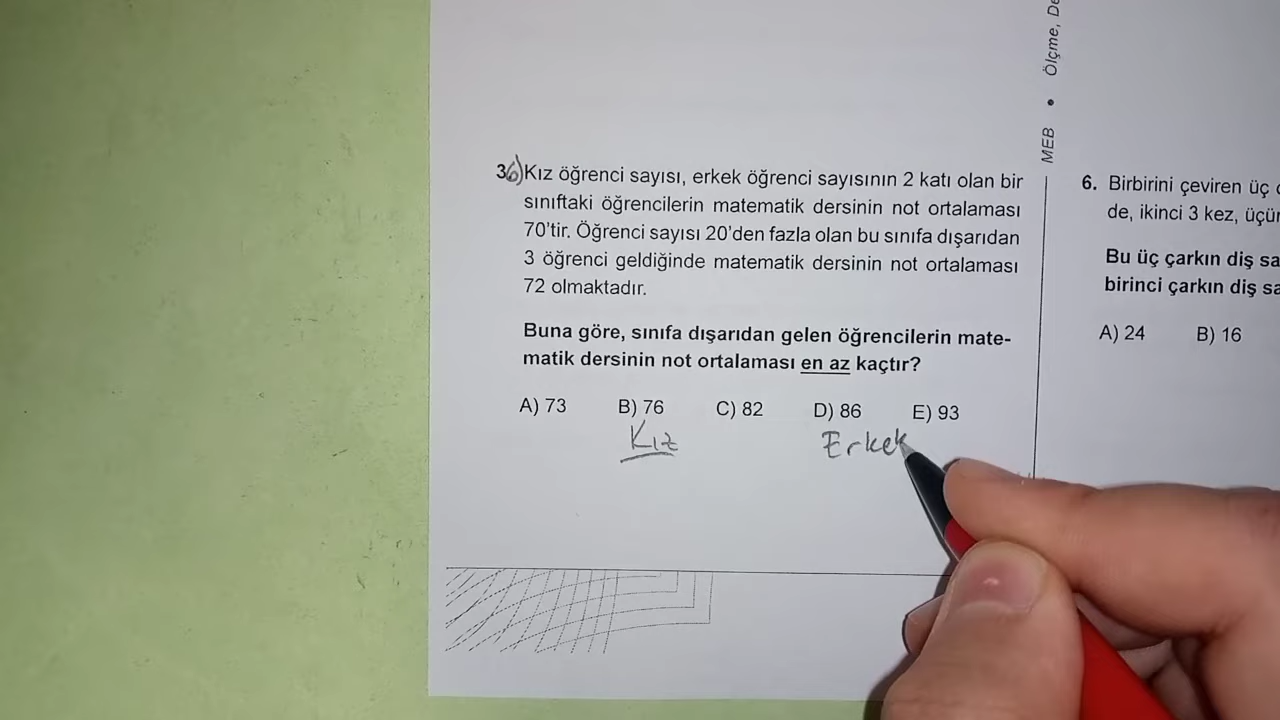 36) Kız öğrenci sayısı, erkek öğrenci sayısının 2 katı olan bir
sınıftaki öğrencilerin matematik dersinin not ortalaması
70'tir. Öğrenci sayısı 20'den fazla olan bu sınıfa dışarıdan
3 öğrenci geldiğinde matematik dersinin not ortalaması
72 olmaktadır.
Buna göre, sınıfa dışarıdan gelen öğrencilerin mate-
matik dersinin not ortalaması en az kaçtır?
A) 73 B) 76 C) 82 D) 86 E) 93
Kız Erkek
MEB • Ölçme, De
6. Birbirini çeviren üç
de, ikinci 3 kez, üçü
Bu üç çarkın diş sa
birinci çarkın diş sa
A) 24 B) 16